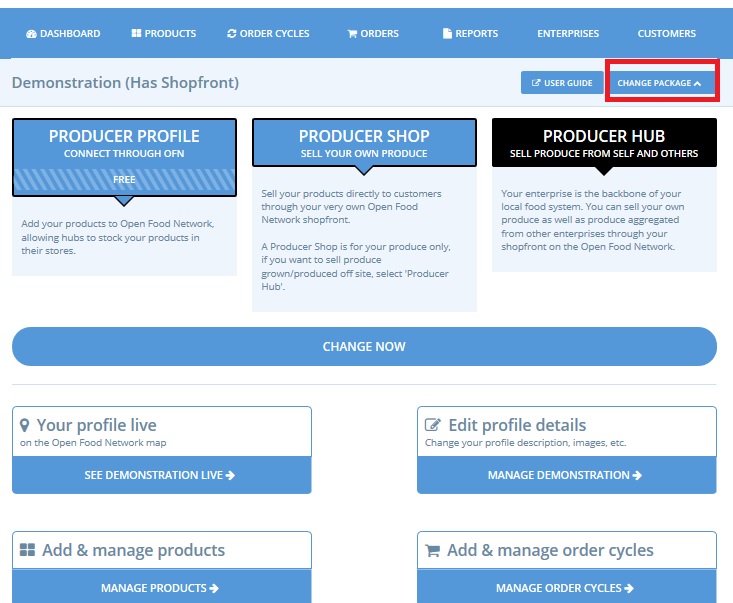 DASHBOARD PRODUCTS ORDER CYCLES ORDERS REPORTS ENTERPRISES CUSTOMERS
Demonstration (Has Shopfront) USER GUIDE CHANGE PACKAGE
PRODUCER PROFILE
CONNECT THROUGH OFN
FREE
Add your products to Open Food Network,
allowing hubs to stock your products in
their stores.
PRODUCER SHOP
SELL YOUR OWN PRODUCE
Sell your products directly to customers
through your very own Open Food
Network shopfront.
A Producer Shop is for your produce only,
if you want to sell produce
grown/produced off site, select 'Producer
Hub'.
PRODUCER HUB
SELL PRODUCE FROM SELF AND OTHERS
Your enterprise is the backbone of your
local food system. You can sell your own
produce as well as produce aggregated
from other enterprises through your
shopfront on the Open Food Network.
CHANGE NOW
Your profile live
on the Open Food Network map
SEE DEMONSTRATION LIVE
Edit profile details
Change your profile description, images, etc.
MANAGE DEMONSTRATION
Add & manage products
MANAGE PRODUCTS
Add & manage order cycles
MANAGE ORDER CYCLES